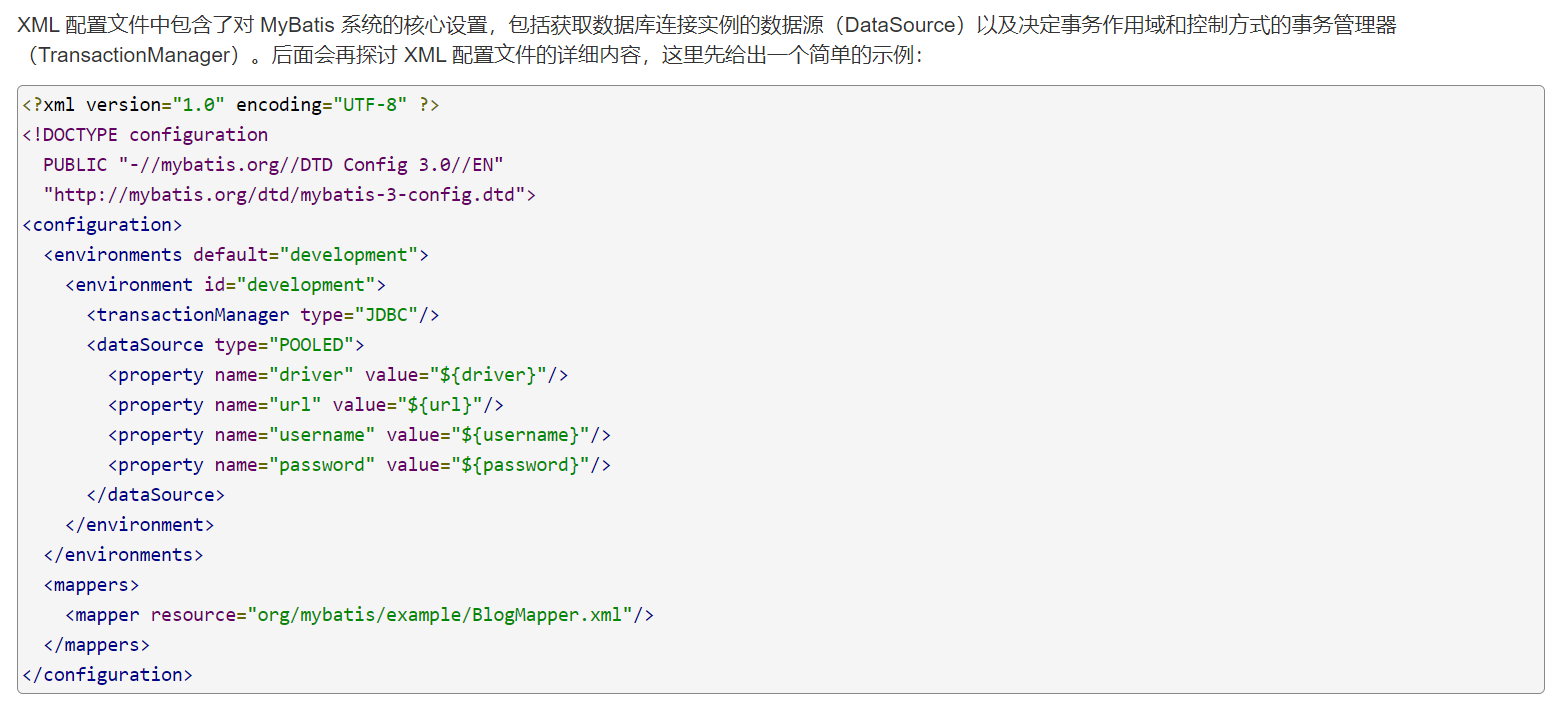 XML 配置文件中包含了对 MyBatis 系统的核心设置，包括获取数据库连接实例的数据源（DataSource）以及决定事务作用域和控制方式的事务管理器
（TransactionManager）。后面会再探讨 XML 配置文件的详细内容，这里先给出一个简单的示例：
<?xml version="1.0" encoding="UTF-8" ?>
<!DOCTYPE configuration
  PUBLIC "-//mybatis.org//DTD Config 3.0//EN"
  "http://mybatis.org/dtd/mybatis-3-config.dtd">
<configuration>
  <environments default="development">
    <environment id="development">
      <transactionManager type="JDBC"/>
      <dataSource type="POOLED">
        <property name="driver" value="${driver}"/>
        <property name="url" value="${url}"/>
        <property name="username" value="${username}"/>
        <property name="password" value="${password}"/>
      </dataSource>
    </environment>
  </environments>
  <mappers>
    <mapper resource="org/mybatis/example/BlogMapper.xml"/>
  </mappers>
</configuration>